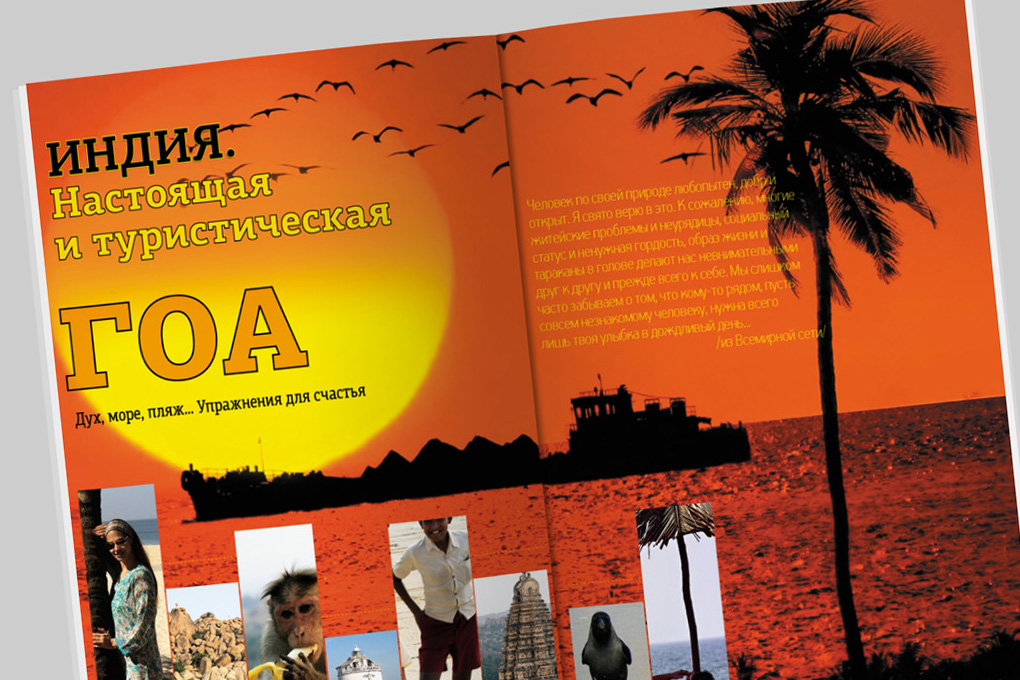 ИНДИЯ.
Настоящая
и туристическая
ГОА
Дух, море, пляж... Упражнения для счастья
Человек по своей природе любопытен, добр и
открыт. Я свято верю в это. К сожалению, многие
житейские проблемы и неурядицы, социальный
статус и ненужная гордость, образ жизни и
тараканы в голове делают нас невнимательными
друг к другу и прежде всего к себе. Мы слишком
часто забываем о том, что кому-то рядом, пусть
совсем незнакомому человеку, нужна всего
лишь твоя улыбка в дождливый день...
/из Всемирной сети/